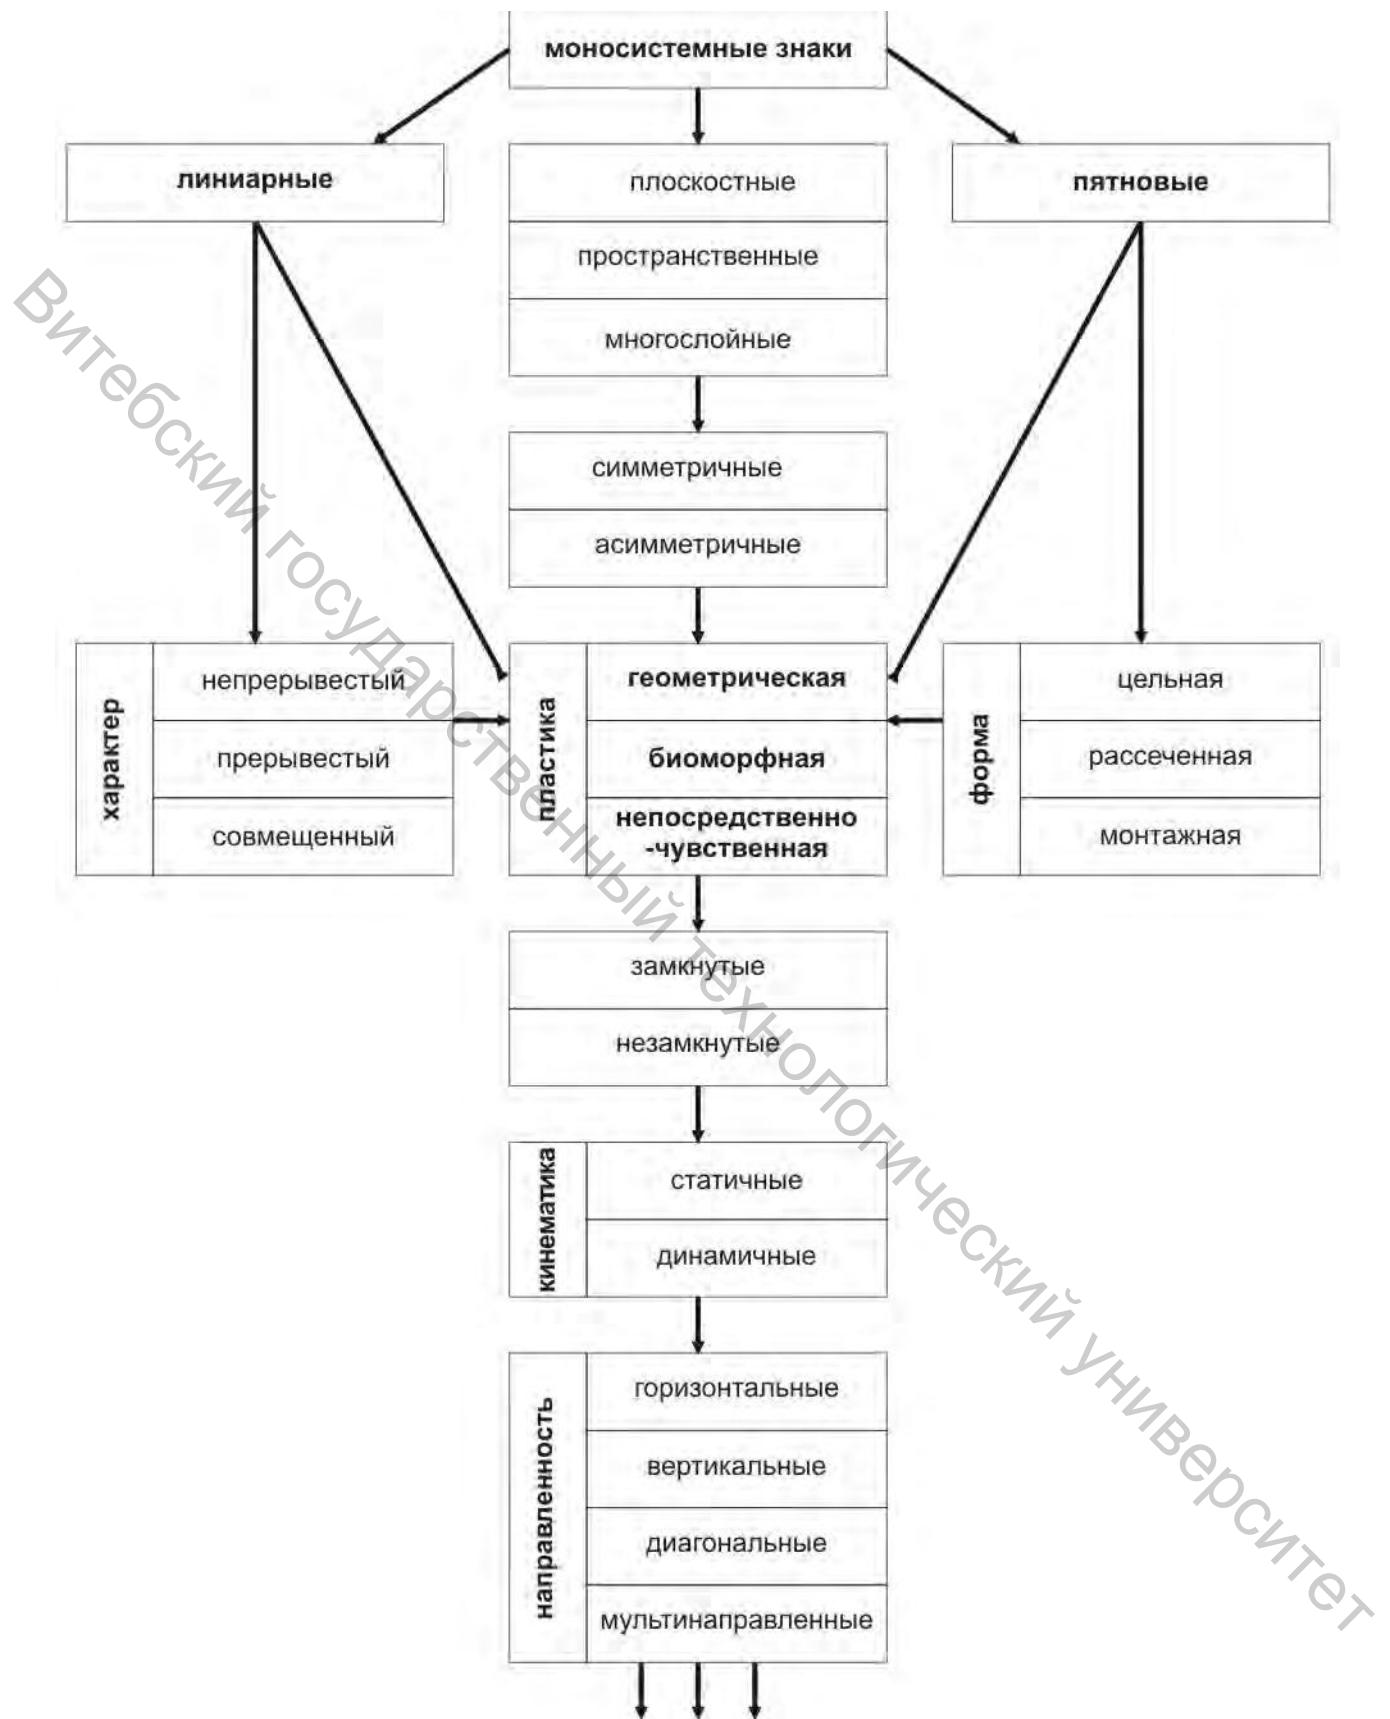 моносистемные знаки
линиарные
плоскостные
пятновые
пространственные
многослойные
симметричные
асимметричные
характер
непрерывестый
прерывестый
совмещенный
пластика
геометрическая
биоморфная
непосредственно
-чувственная
форма
цельная
рассеченная
монтажная
замкнутые
незамкнутые
кинематика
статичные
динамичные
направленность
горизонтальные
вертикальные
диагональные
мультинаправленные
Витебский государственный технологический университет